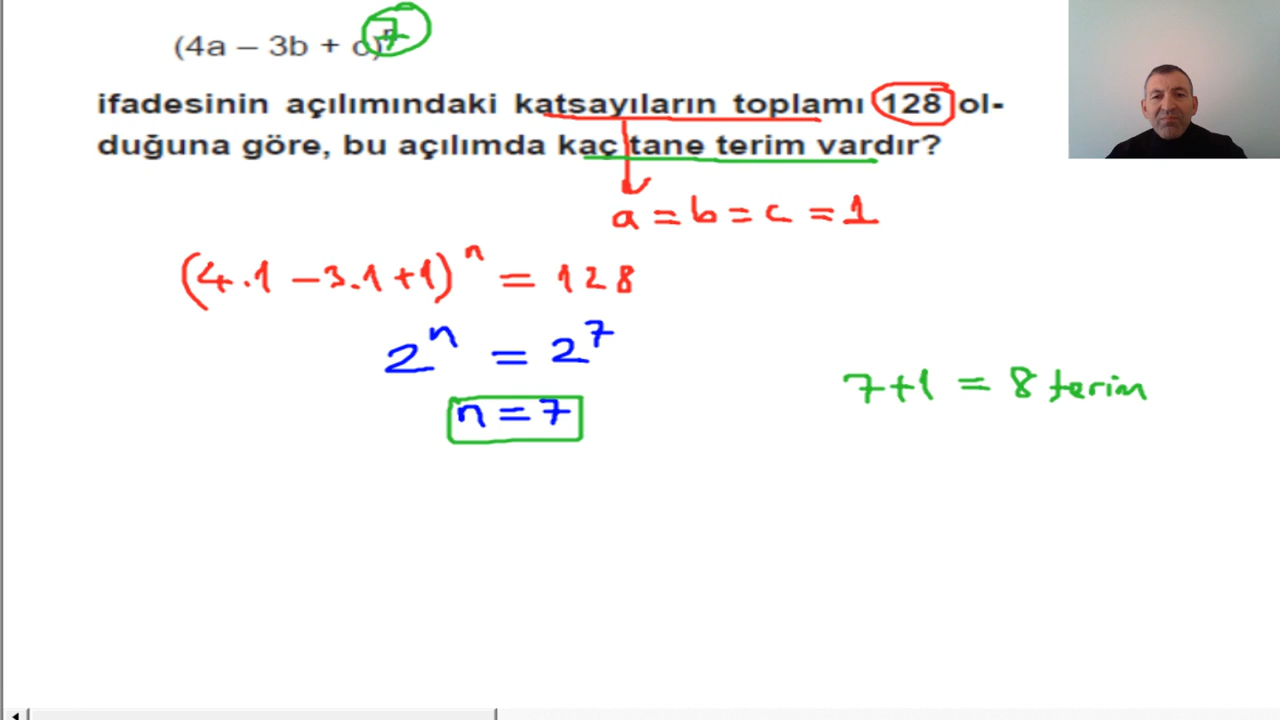 (4a – 3b + c)7
ifadesinin açılımındaki katsayıların toplamı 128 ol-
duğuna göre, bu açılımda kaç tane terim vardır?
a = b = c = 1
(4.1 – 3.1 + 1)ⁿ = 128
2ⁿ = 2⁷
n = 7
7+1 = 8 terim